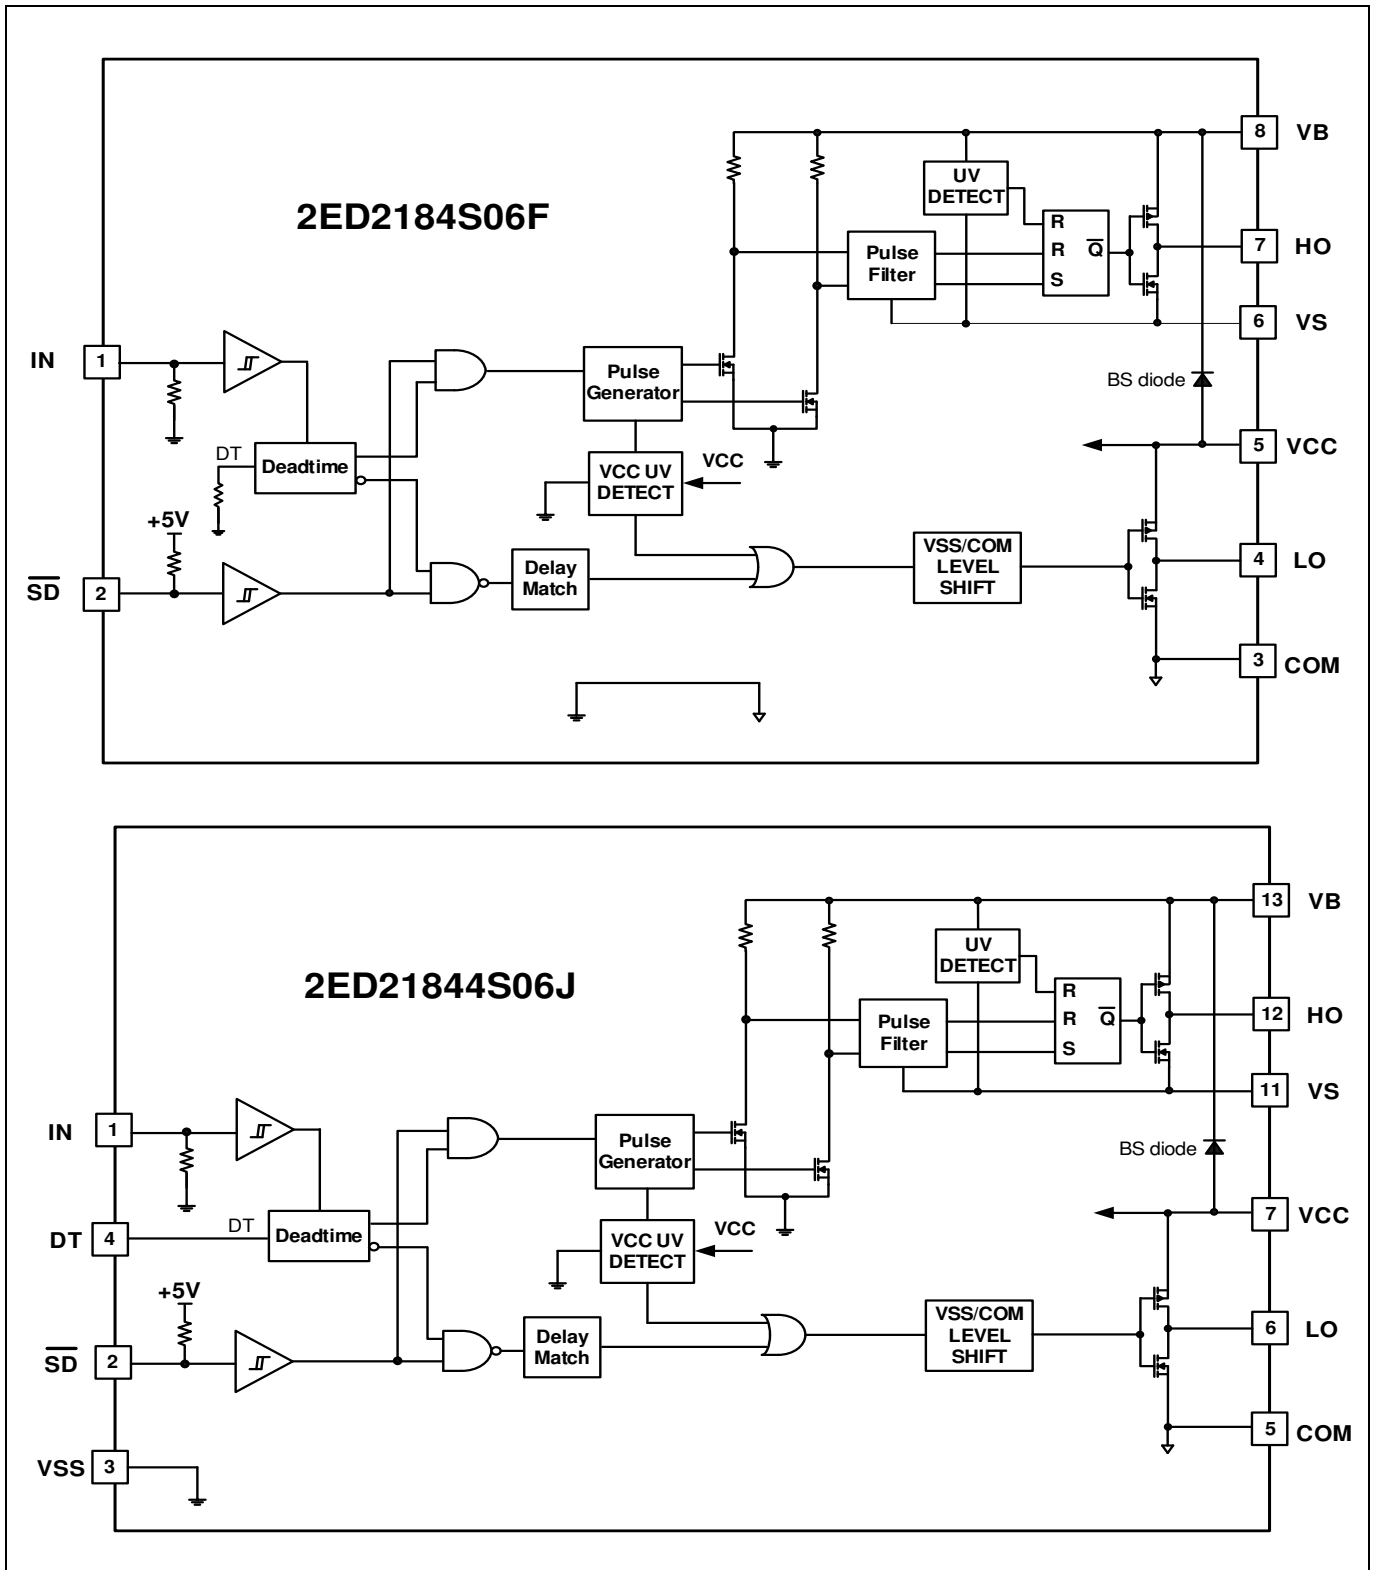 8 VB
UV
DETECT
2ED2184S06F
R
Pulse
Filter
R Q̅
S
7 HO
6 VS
IN 1
Pulse
Generator
BS diode
DT
Deadtime
VCC UV
DETECT
VCC
5 VCC
+5V
S̅D̅ 2
Delay
Match
VSS/COM
LEVEL
SHIFT
4 LO
3 COM
13 VB
UV
DETECT
2ED21844S06J
R
Pulse
Filter
R Q̅
S
12 HO
11 VS
IN 1
Pulse
Generator
BS diode
DT 4
DT
Deadtime
VCC UV
DETECT
VCC
7 VCC
+5V
S̅D̅ 2
Delay
Match
VSS/COM
LEVEL
SHIFT
6 LO
5 COM
VSS 3